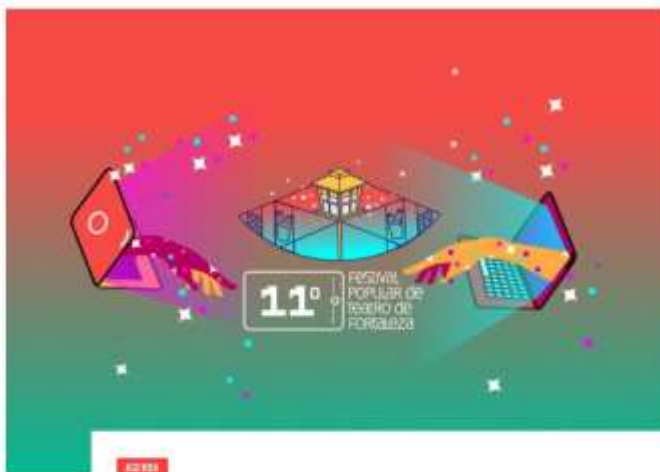 11º
Festival
Popular de
Teatro de
Fortaleza